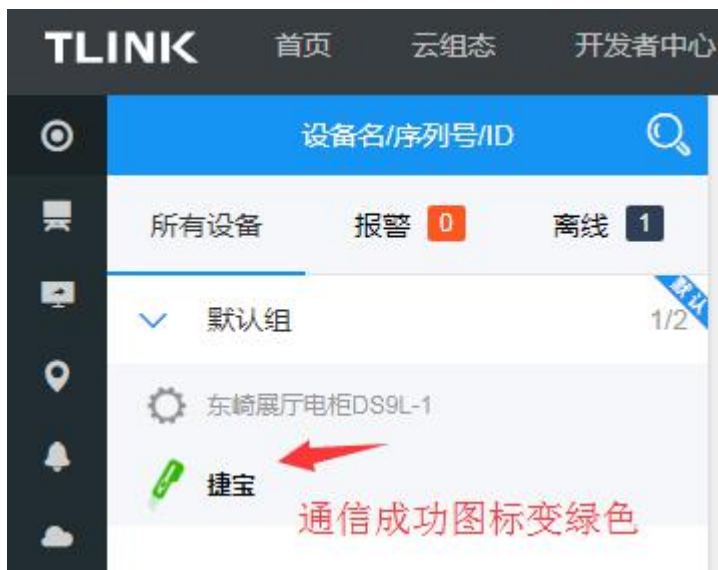 TLINK 首页 云组态 开发者中心
设备名/序列号/ID
所有设备 报警 0 离线 1
默认
默认组 1/2
东崎展厅电柜DS9L-1
捷宝
通信成功图标变绿色